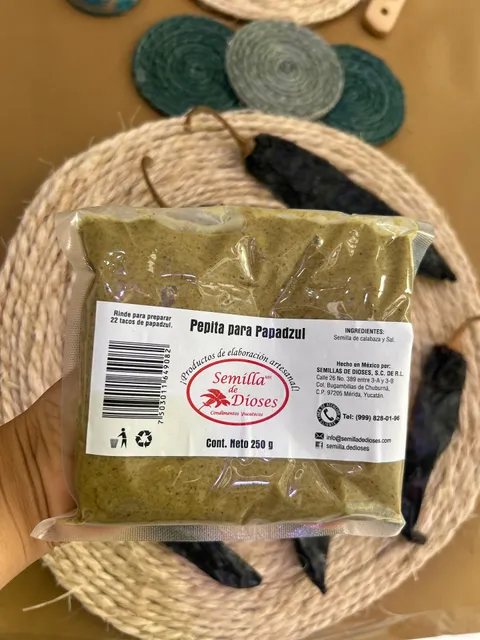 Rinde para preparar
22 tacos de papadzul.
Pepita para Papadzul
INGREDIENTES:
Semilla de calabaza y Sal.
¡Productos de elaboración artesanal!
Semilla
de
Dioses
Condimentos Yucatecos
Cont. Neto 250 g
7503011649082
Hecho en México por:
SEMILLAS DE DIOSES, S.C. DE R.L.
Calle 26 No. 389 entre 3-A y 3-B
Col. Bugambilias de Chuburná,
C.P. 97205 Mérida, Yucatán.
Tel: (999) 828-01-96
info@semilladedioses.com
semilla.dedioses